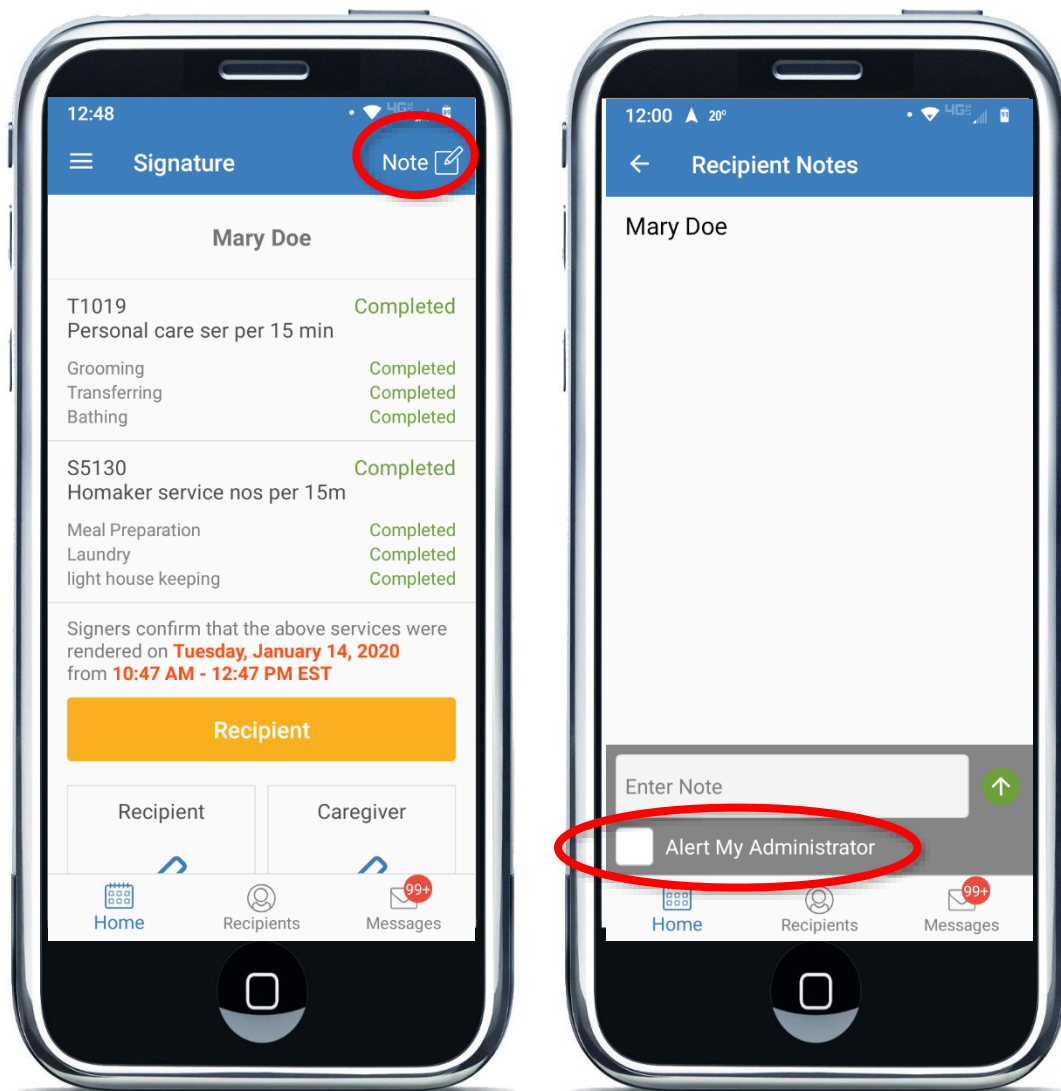 12:48
4G
Signature
Note
Mary Doe
T1019 Completed
Personal care ser per 15 min
Grooming Completed
Transferring Completed
Bathing Completed
S5130 Completed
Homaker service nos per 15m
Meal Preparation Completed
Laundry Completed
light house keeping Completed
Signers confirm that the above services were
rendered on Tuesday, January 14, 2020
from 10:47 AM - 12:47 PM EST
Recipient
Recipient Caregiver
99+
Home Recipients Messages
12:00 20° 4G
Recipient Notes
Mary Doe
Enter Note
Alert My Administrator
99+
Home Recipients Messages